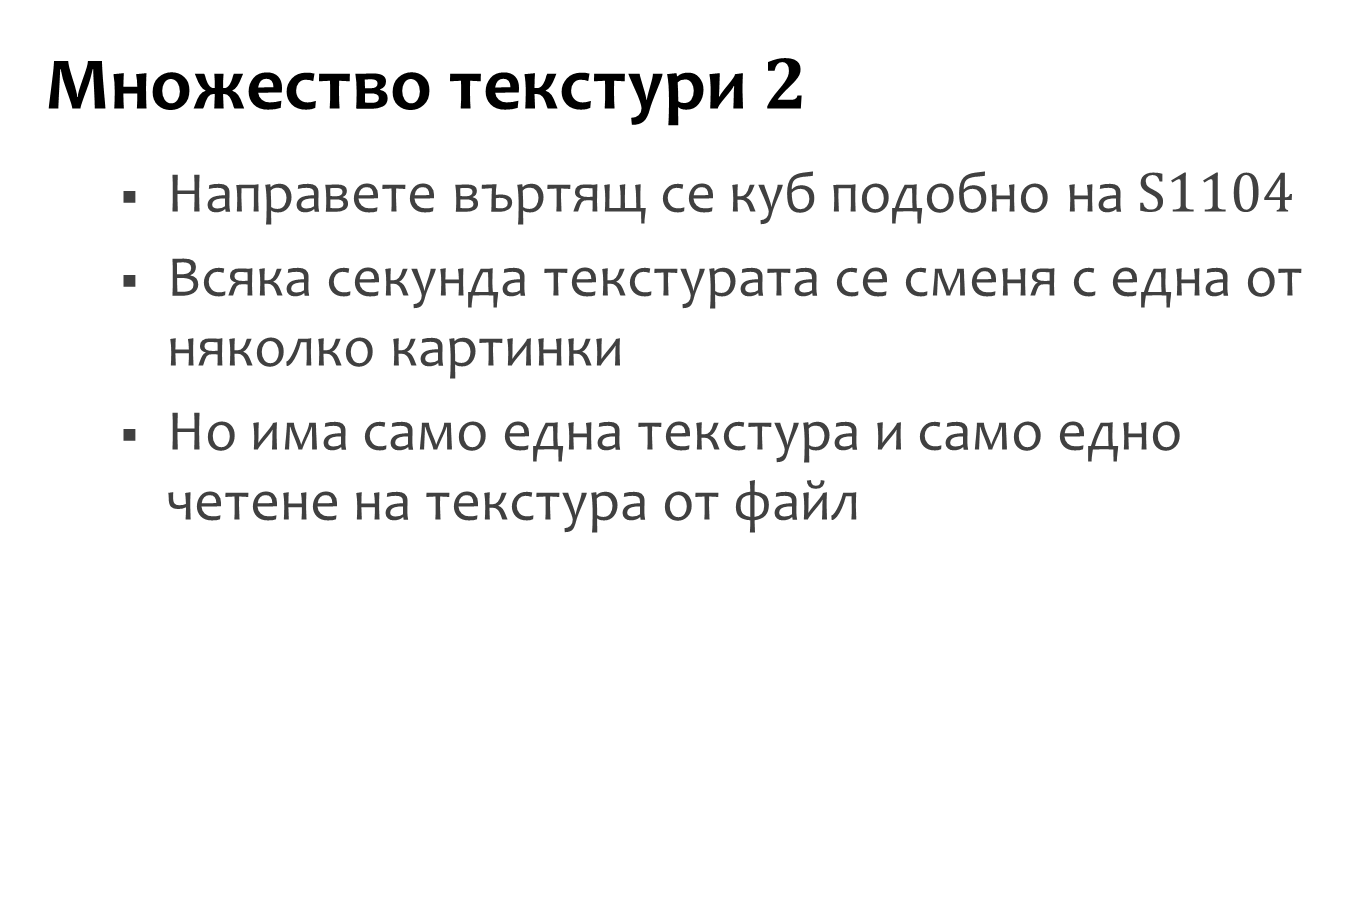 Множество текстури 2
▪ Направете въртящ се куб подобно на S1104
▪ Всяка секунда текстурата се сменя с една от
няколко картинки
▪ Но има само една текстура и само едно
четене на текстура от файл